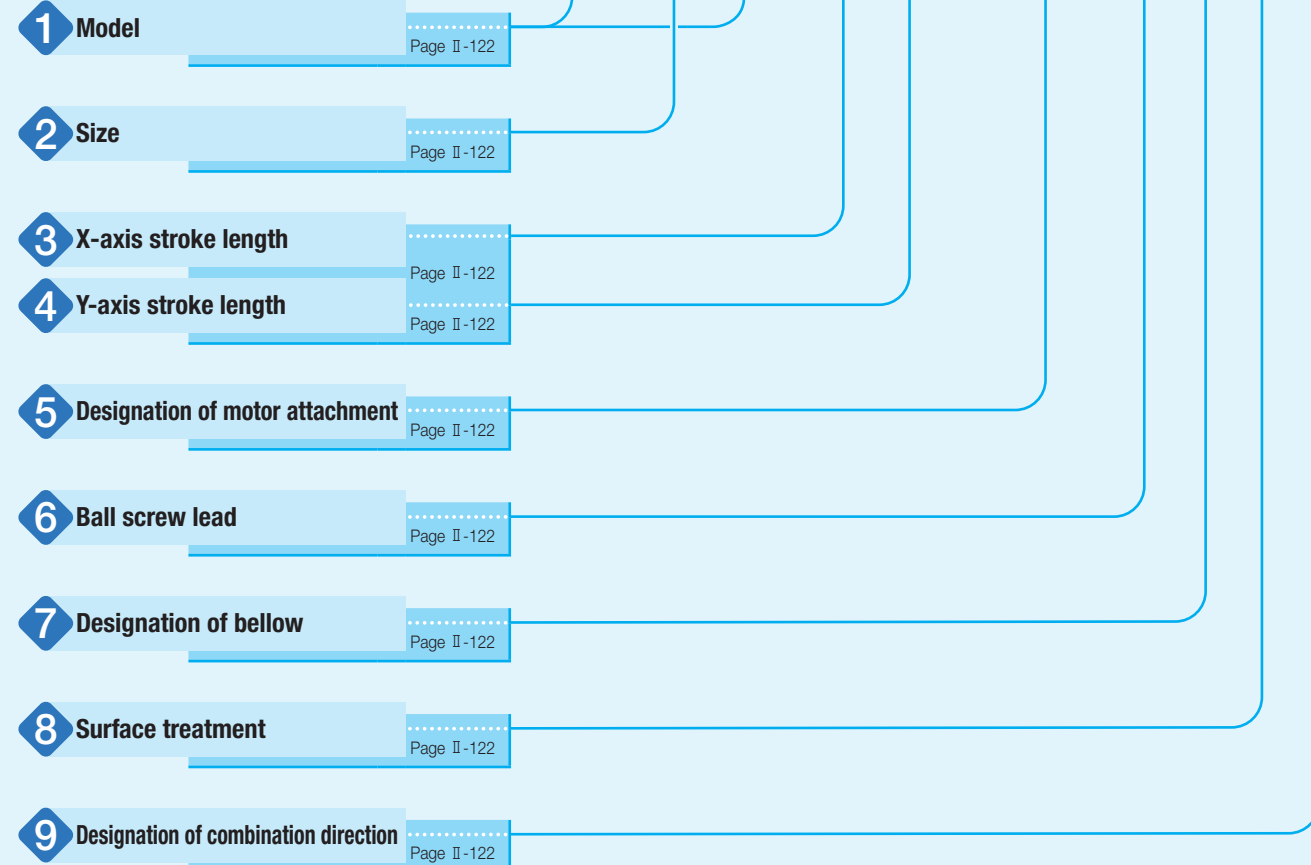 1 Model
Page Ⅱ-122
2 Size
Page Ⅱ-122
3 X-axis stroke length
Page Ⅱ-122
4 Y-axis stroke length
Page Ⅱ-122
5 Designation of motor attachment
Page Ⅱ-122
6 Ball screw lead
Page Ⅱ-122
7 Designation of bellow
Page Ⅱ-122
8 Surface treatment
Page Ⅱ-122
9 Designation of combination direction
Page Ⅱ-122